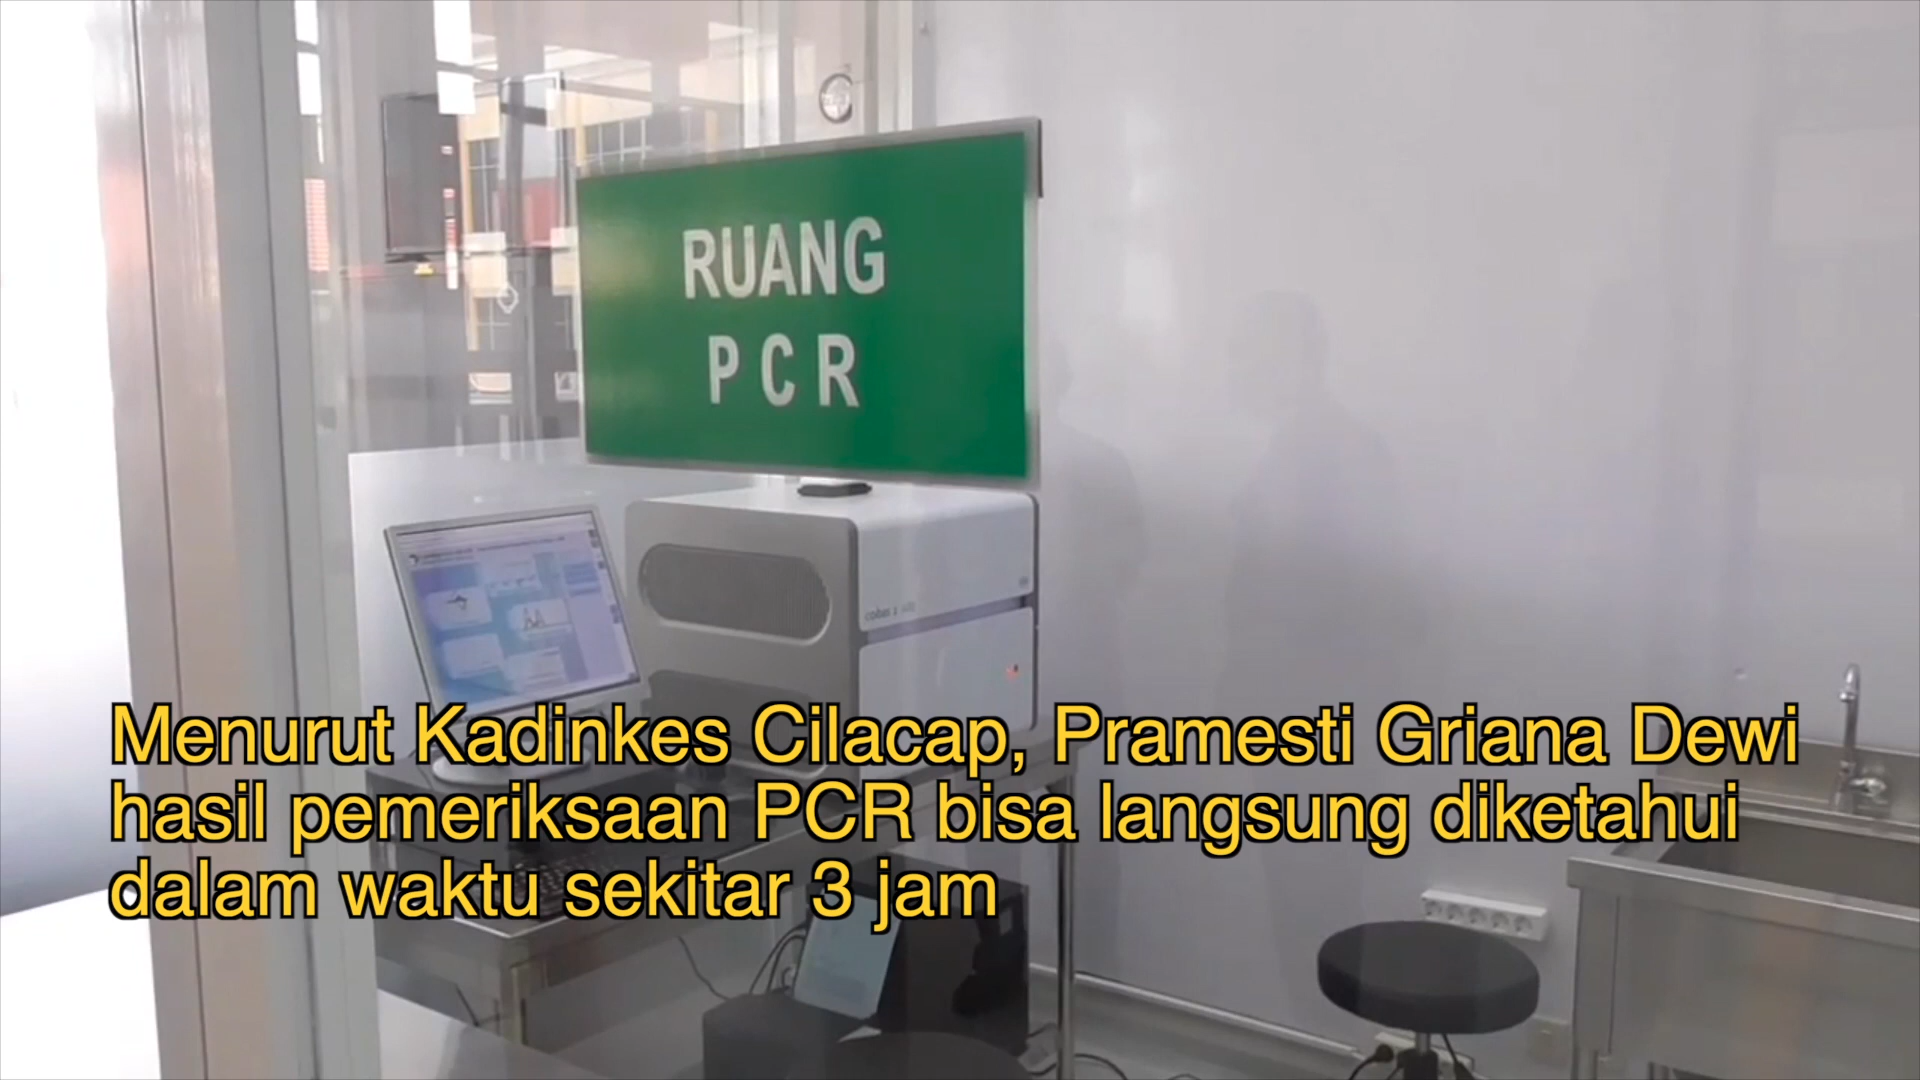 RUANG
PCR
Menurut Kadinkes Cilacap, Pramesti Griana Dewi
hasil pemeriksaan PCR bisa langsung diketahui
dalam waktu sekitar 3 jam